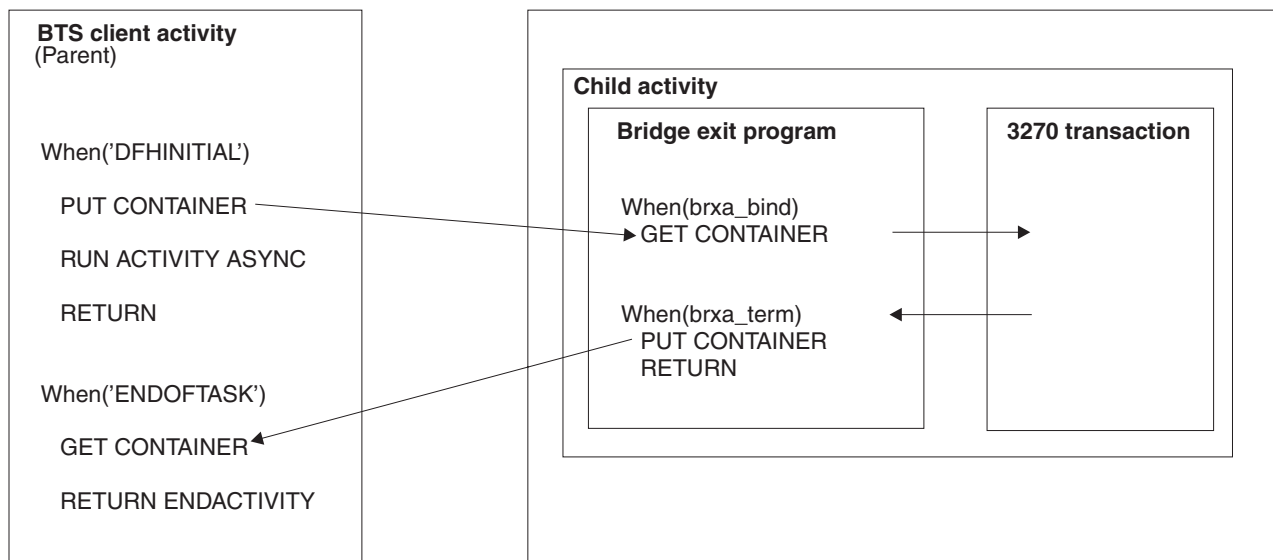 BTS client activity
(Parent)
When('DFHINITIAL')
PUT CONTAINER
RUN ACTIVITY ASYNC
RETURN
When('ENDOFTASK')
GET CONTAINER
RETURN ENDACTIVITY
Child activity
Bridge exit program
When(brxa_bind)
GET CONTAINER
When(brxa_term)
PUT CONTAINER
RETURN
3270 transaction